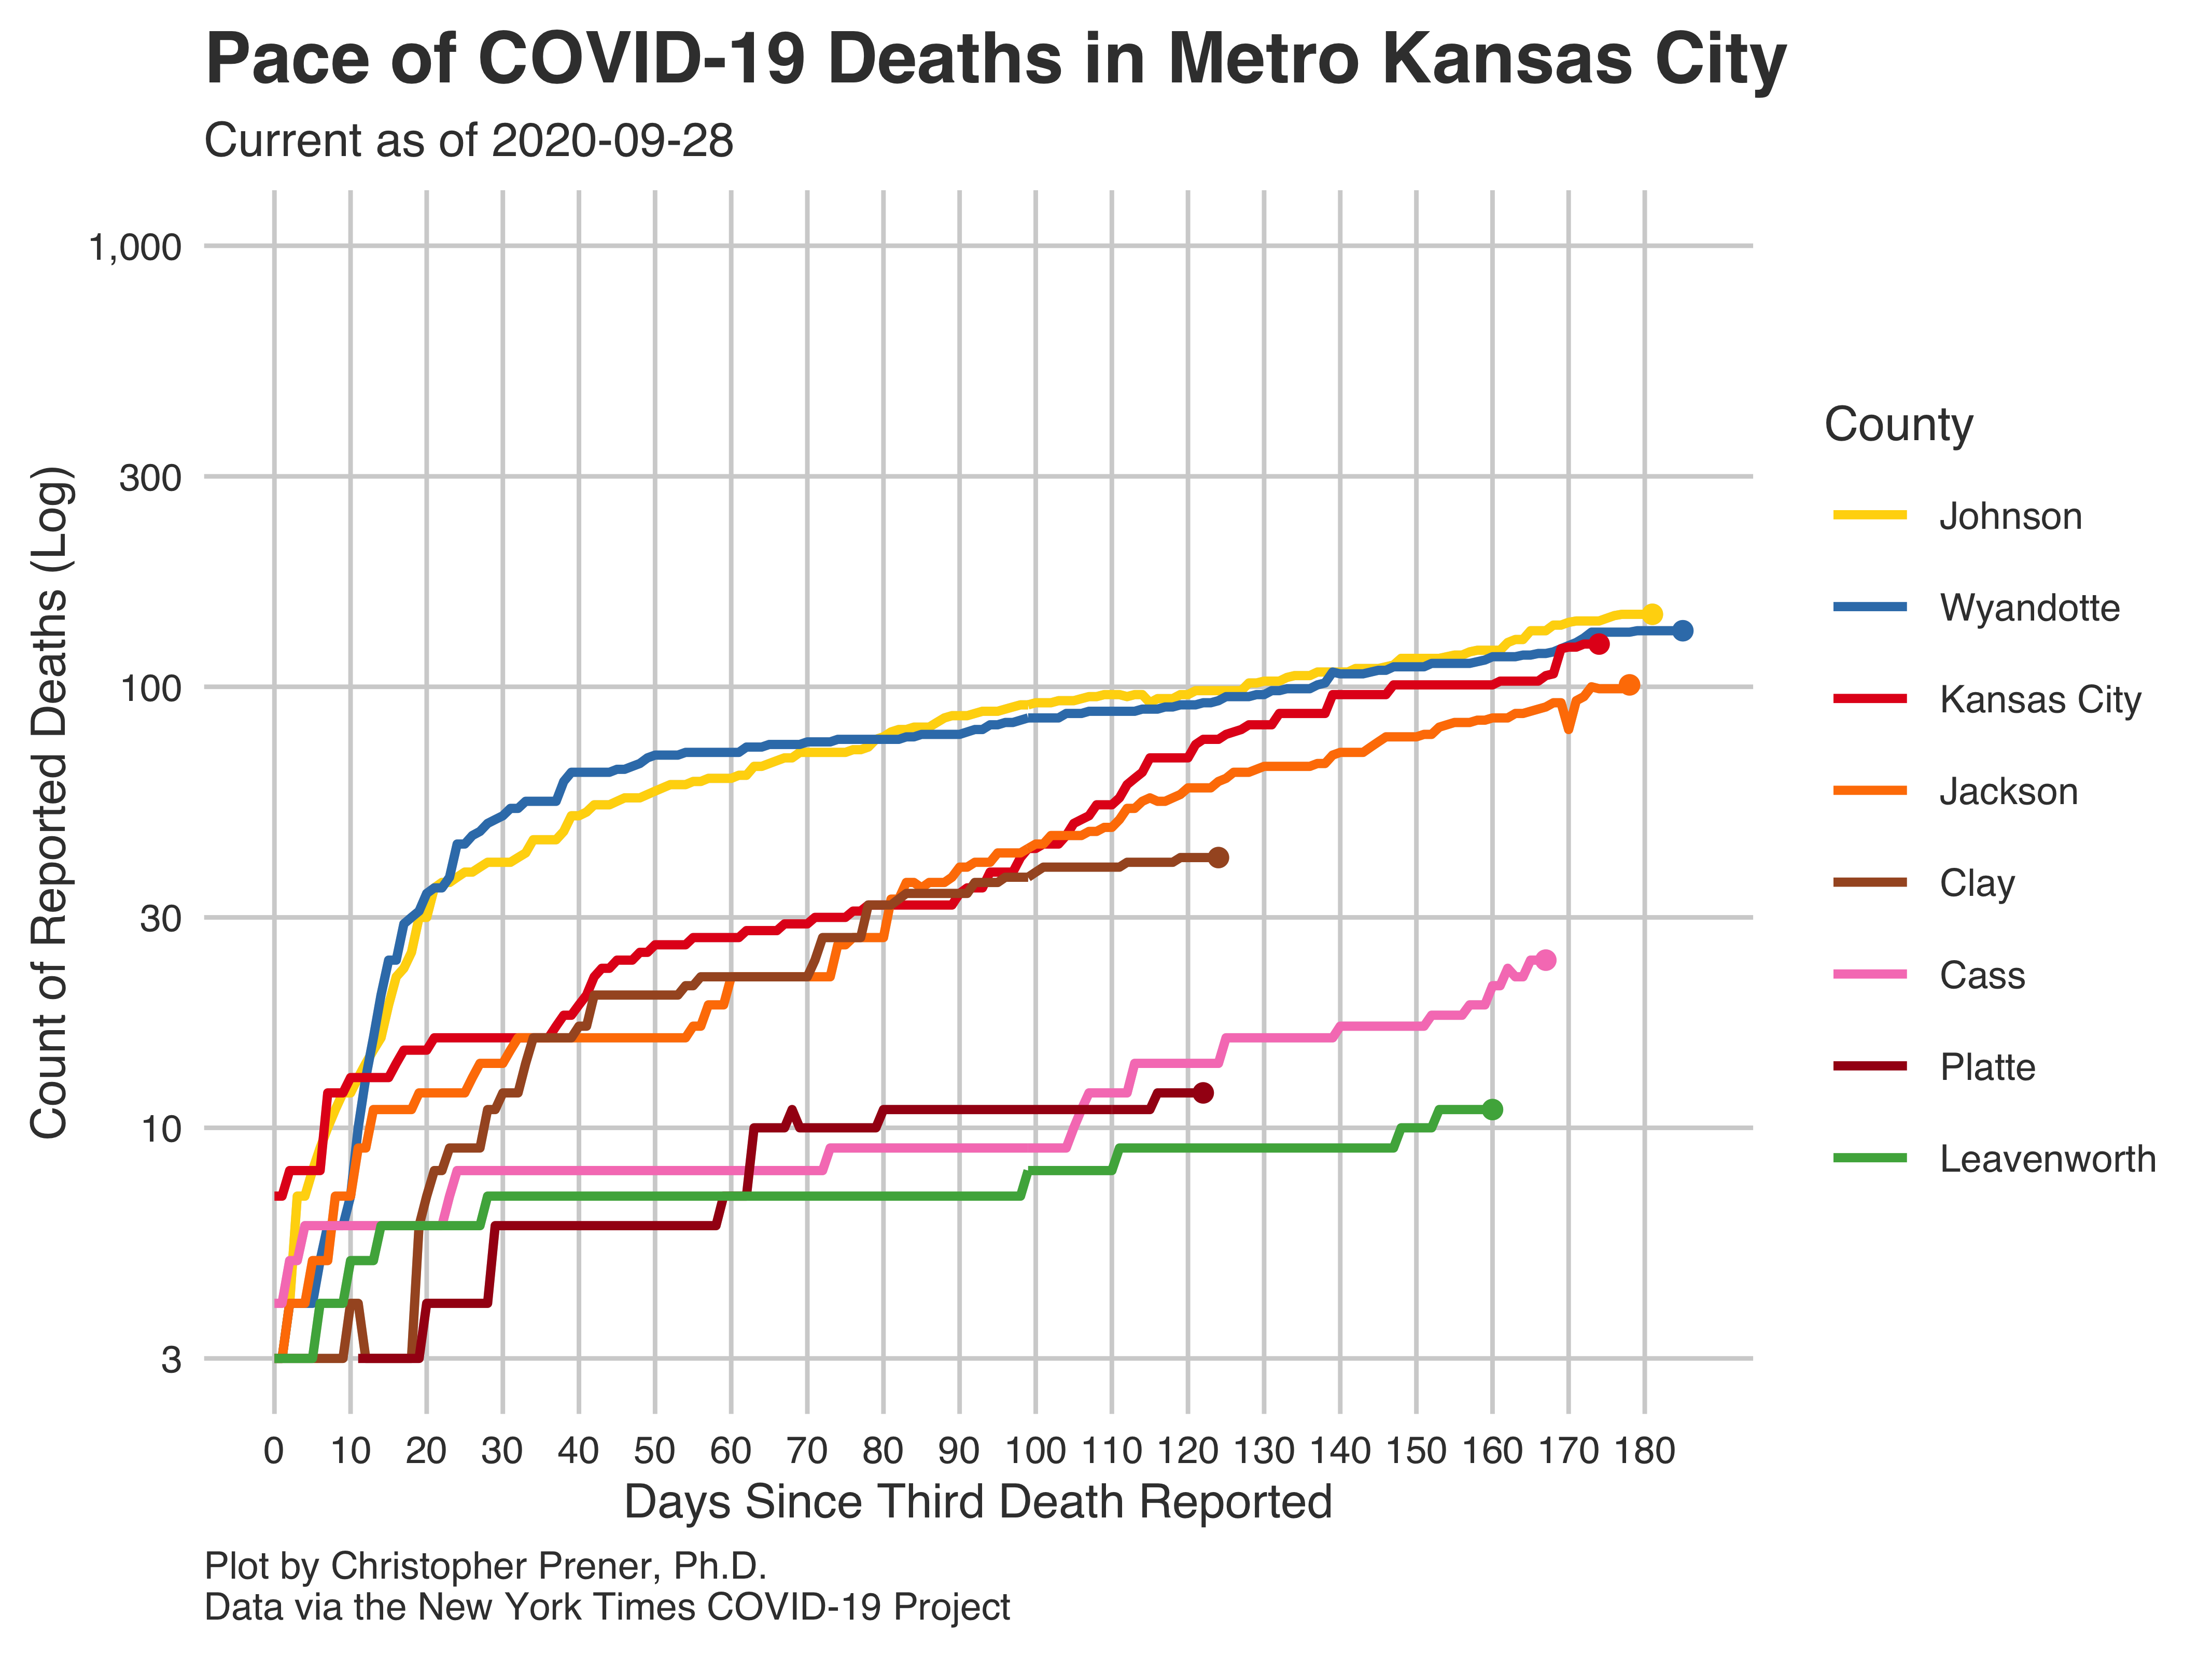 Pace of COVID-19 Deaths in Metro Kansas City
Current as of 2020-09-28
Count of Reported Deaths (Log)
1,000
300
100
30
10
3
0 10 20 30 40 50 60 70 80 90 100 110 120 130 140 150 160 170 180
Days Since Third Death Reported
County
Johnson
Wyandotte
Kansas City
Jackson
Clay
Cass
Platte
Leavenworth
Plot by Christopher Prener, Ph.D.
Data via the New York Times COVID-19 Project